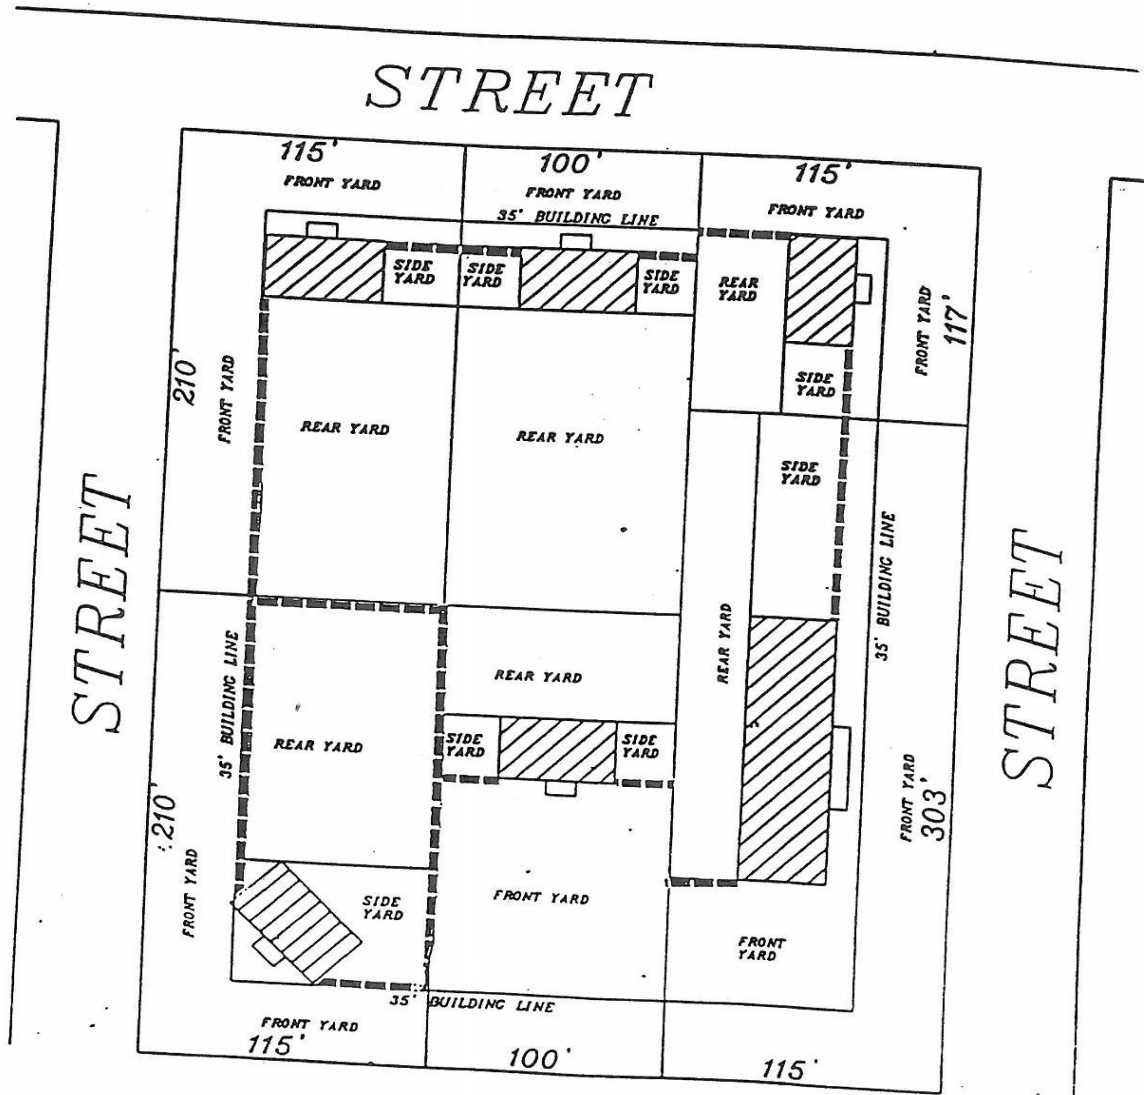 STREET
115'
100'
115'
FRONT YARD
FRONT YARD
FRONT YARD
35' BUILDING LINE
SIDE
YARD
SIDE
YARD
SIDE
YARD
REAR
YARD
FRONT YARD
117'
SIDE
YARD
210'
FRONT YARD
REAR YARD
REAR YARD
SIDE
YARD
STREET
35' BUILDING LINE
STREET
35' BUILDING LINE
REAR YARD
REAR YARD
REAR YARD
SIDE
YARD
SIDE
YARD
FRONT YARD
303'
210'
FRONT YARD
SIDE
YARD
FRONT YARD
FRONT
YARD
35' BUILDING LINE
FRONT YARD
115'
100'
115'